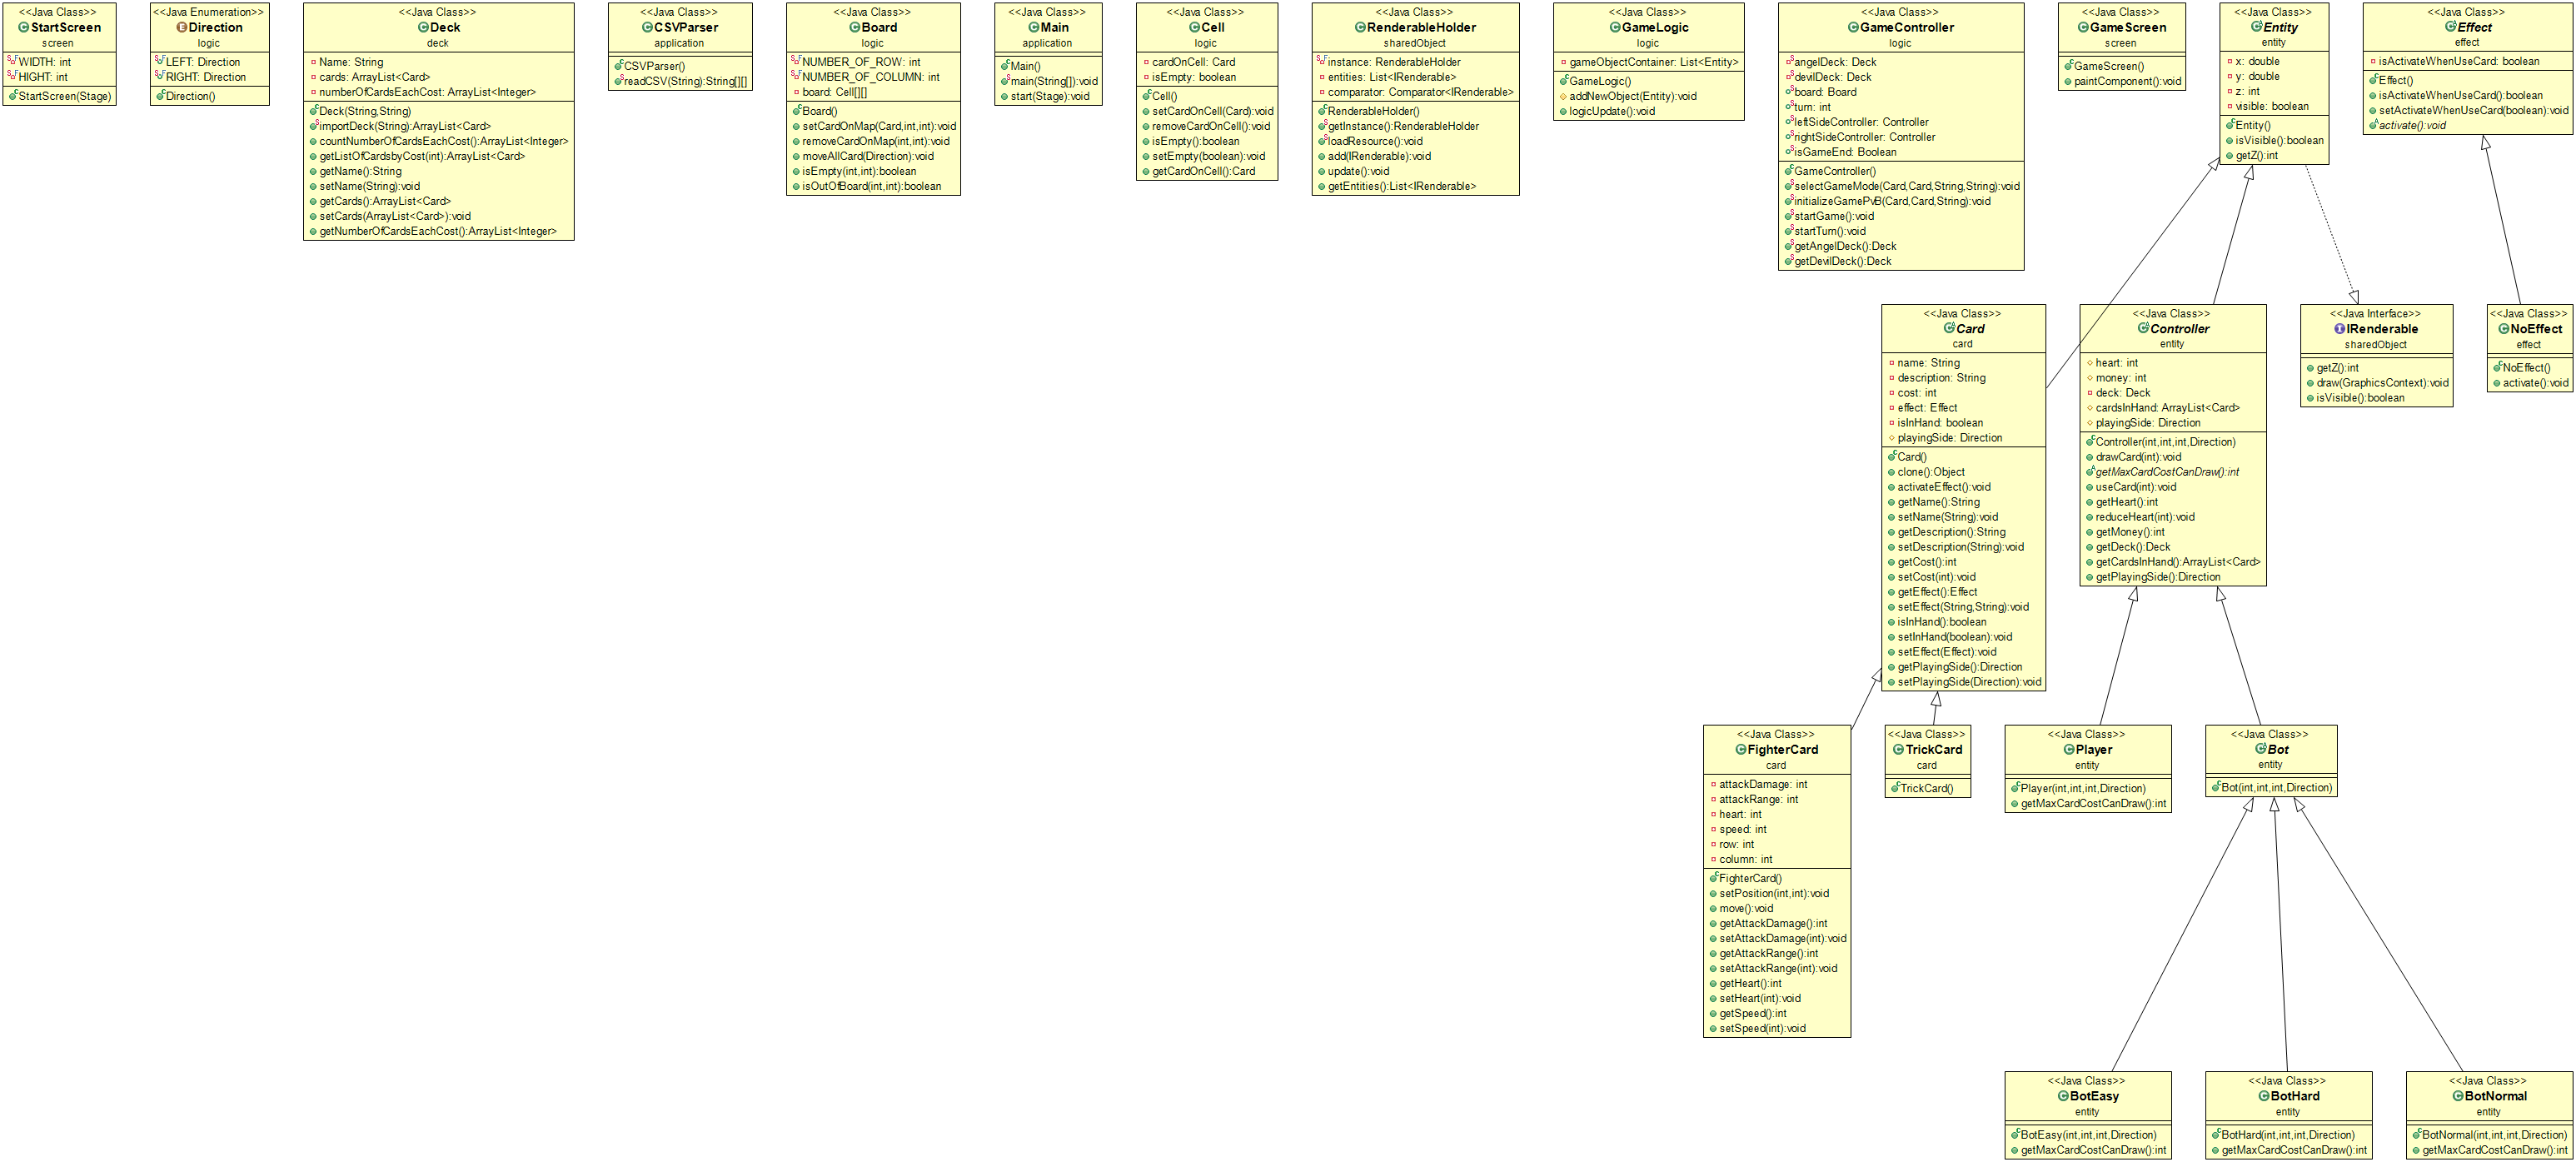 <<Java Class>>
StartScreen
screen
WIDTH: int
HIGHT: int
StartScreen(Stage)
<<Java Enumeration>>
Direction
logic
LEFT: Direction
RIGHT: Direction
Direction()
<<Java Class>>
Deck
deck
Name: String
cards: ArrayList<Card>
numberOfCardsEachCost: ArrayList<Integer>
Deck(String,String)
importDeck(String):ArrayList<Card>
countNumberOfCardsEachCost():ArrayList<Integer>
getListOfCardsbyCost(int):ArrayList<Card>
getName():String
setName(String):void
getCards():ArrayList<Card>
setCards(ArrayList<Card>):void
getNumberOfCardsEachCost():ArrayList<Integer>
<<Java Class>>
CSVParser
application
CSVParser()
readCSV(String):String[][]
<<Java Class>>
Board
logic
NUMBER_OF_ROW: int
NUMBER_OF_COLUMN: int
board: Cell[][]
Board()
setCardOnMap(Card,int,int):void
removeCardOnMap(int,int):void
moveAllCard(Direction):void
isEmpty(int,int):boolean
isOutOfBoard(int,int):boolean
<<Java Class>>
Main
application
Main()
main(String[]):void
start(Stage):void
<<Java Class>>
Cell
logic
cardOnCell: Card
isEmpty: boolean
Cell()
setCardOnCell(Card):void
removeCardOnCell():void
isEmpty():boolean
setEmpty(boolean):void
getCardOnCell():Card
<<Java Class>>
RenderableHolder
sharedObject
instance: RenderableHolder
entities: List<IRenderable>
comparator: Comparator<IRenderable>
RenderableHolder()
getInstance():RenderableHolder
loadResource():void
add(IRenderable):void
update():void
getEntities():List<IRenderable>
<<Java Class>>
GameLogic
logic
gameObjectContainer: List<Entity>
GameLogic()
addNewObject(Entity):void
logicUpdate():void
<<Java Class>>
GameController
logic
angelDeck: Deck
devilDeck: Deck
board: Board
turn: int
leftSideController: Controller
rightSideController: Controller
isGameEnd: Boolean
GameController()
selectGameMode(Card,Card,String,String):void
initializeGamePvB(Card,Card,String):void
startGame():void
startTurn():void
getAngelDeck():Deck
getDevilDeck():Deck
<<Java Class>>
GameScreen
screen
GameScreen()
paintComponent():void
<<Java Class>>
Entity
entity
x: double
y: double
z: int
visible: boolean
Entity()
isVisible():boolean
getZ():int
<<Java Class>>
Effect
effect
isActivateWhenUseCard: boolean
Effect()
isActivateWhenUseCard():boolean
setActivateWhenUseCard(boolean):void
activate():void
<<Java Class>>
Card
card
name: String
description: String
cost: int
effect: Effect
isInHand: boolean
playingSide: Direction
Card()
clone():Object
activateEffect():void
getName():String
setName(String):void
getDescription():String
setDescription(String):void
getCost():int
setCost(int):void
getEffect():Effect
setEffect(String,String):void
isInHand():boolean
setInHand(boolean):void
setEffect(Effect):void
getPlayingSide():Direction
setPlayingSide(Direction):void
<<Java Class>>
Controller
entity
heart: int
money: int
deck: Deck
cardsInHand: ArrayList<Card>
playingSide: Direction
Controller(int,int,int,Direction)
drawCard(int):void
getMaxCardCostCanDraw():int
useCard(int):void
getHeart():int
reduceHeart(int):void
getMoney():int
getDeck():Deck
getCardsInHand():ArrayList<Card>
getPlayingSide():Direction
<<Java Interface>>
IRenderable
sharedObject
getZ():int
draw(GraphicsContext):void
isVisible():boolean
<<Java Class>>
NoEffect
effect
NoEffect()
activate():void
<<Java Class>>
FighterCard
card
attackDamage: int
attackRange: int
heart: int
speed: int
row: int
column: int
FighterCard()
setPosition(int,int):void
move():void
getAttackDamage():int
setAttackDamage(int):void
getAttackRange():int
setAttackRange(int):void
getHeart():int
setHeart(int):void
getSpeed():int
setSpeed(int):void
<<Java Class>>
TrickCard
card
TrickCard()
<<Java Class>>
Player
entity
Player(int,int,int,Direction)
getMaxCardCostCanDraw():int
<<Java Class>>
Bot
entity
Bot(int,int,int,Direction)
<<Java Class>>
BotEasy
entity
BotEasy(int,int,int,Direction)
getMaxCardCostCanDraw():int
<<Java Class>>
BotHard
entity
BotHard(int,int,int,Direction)
getMaxCardCostCanDraw():int
<<Java Class>>
BotNormal
entity
BotNormal(int,int,int,Direction)
getMaxCardCostCanDraw():int